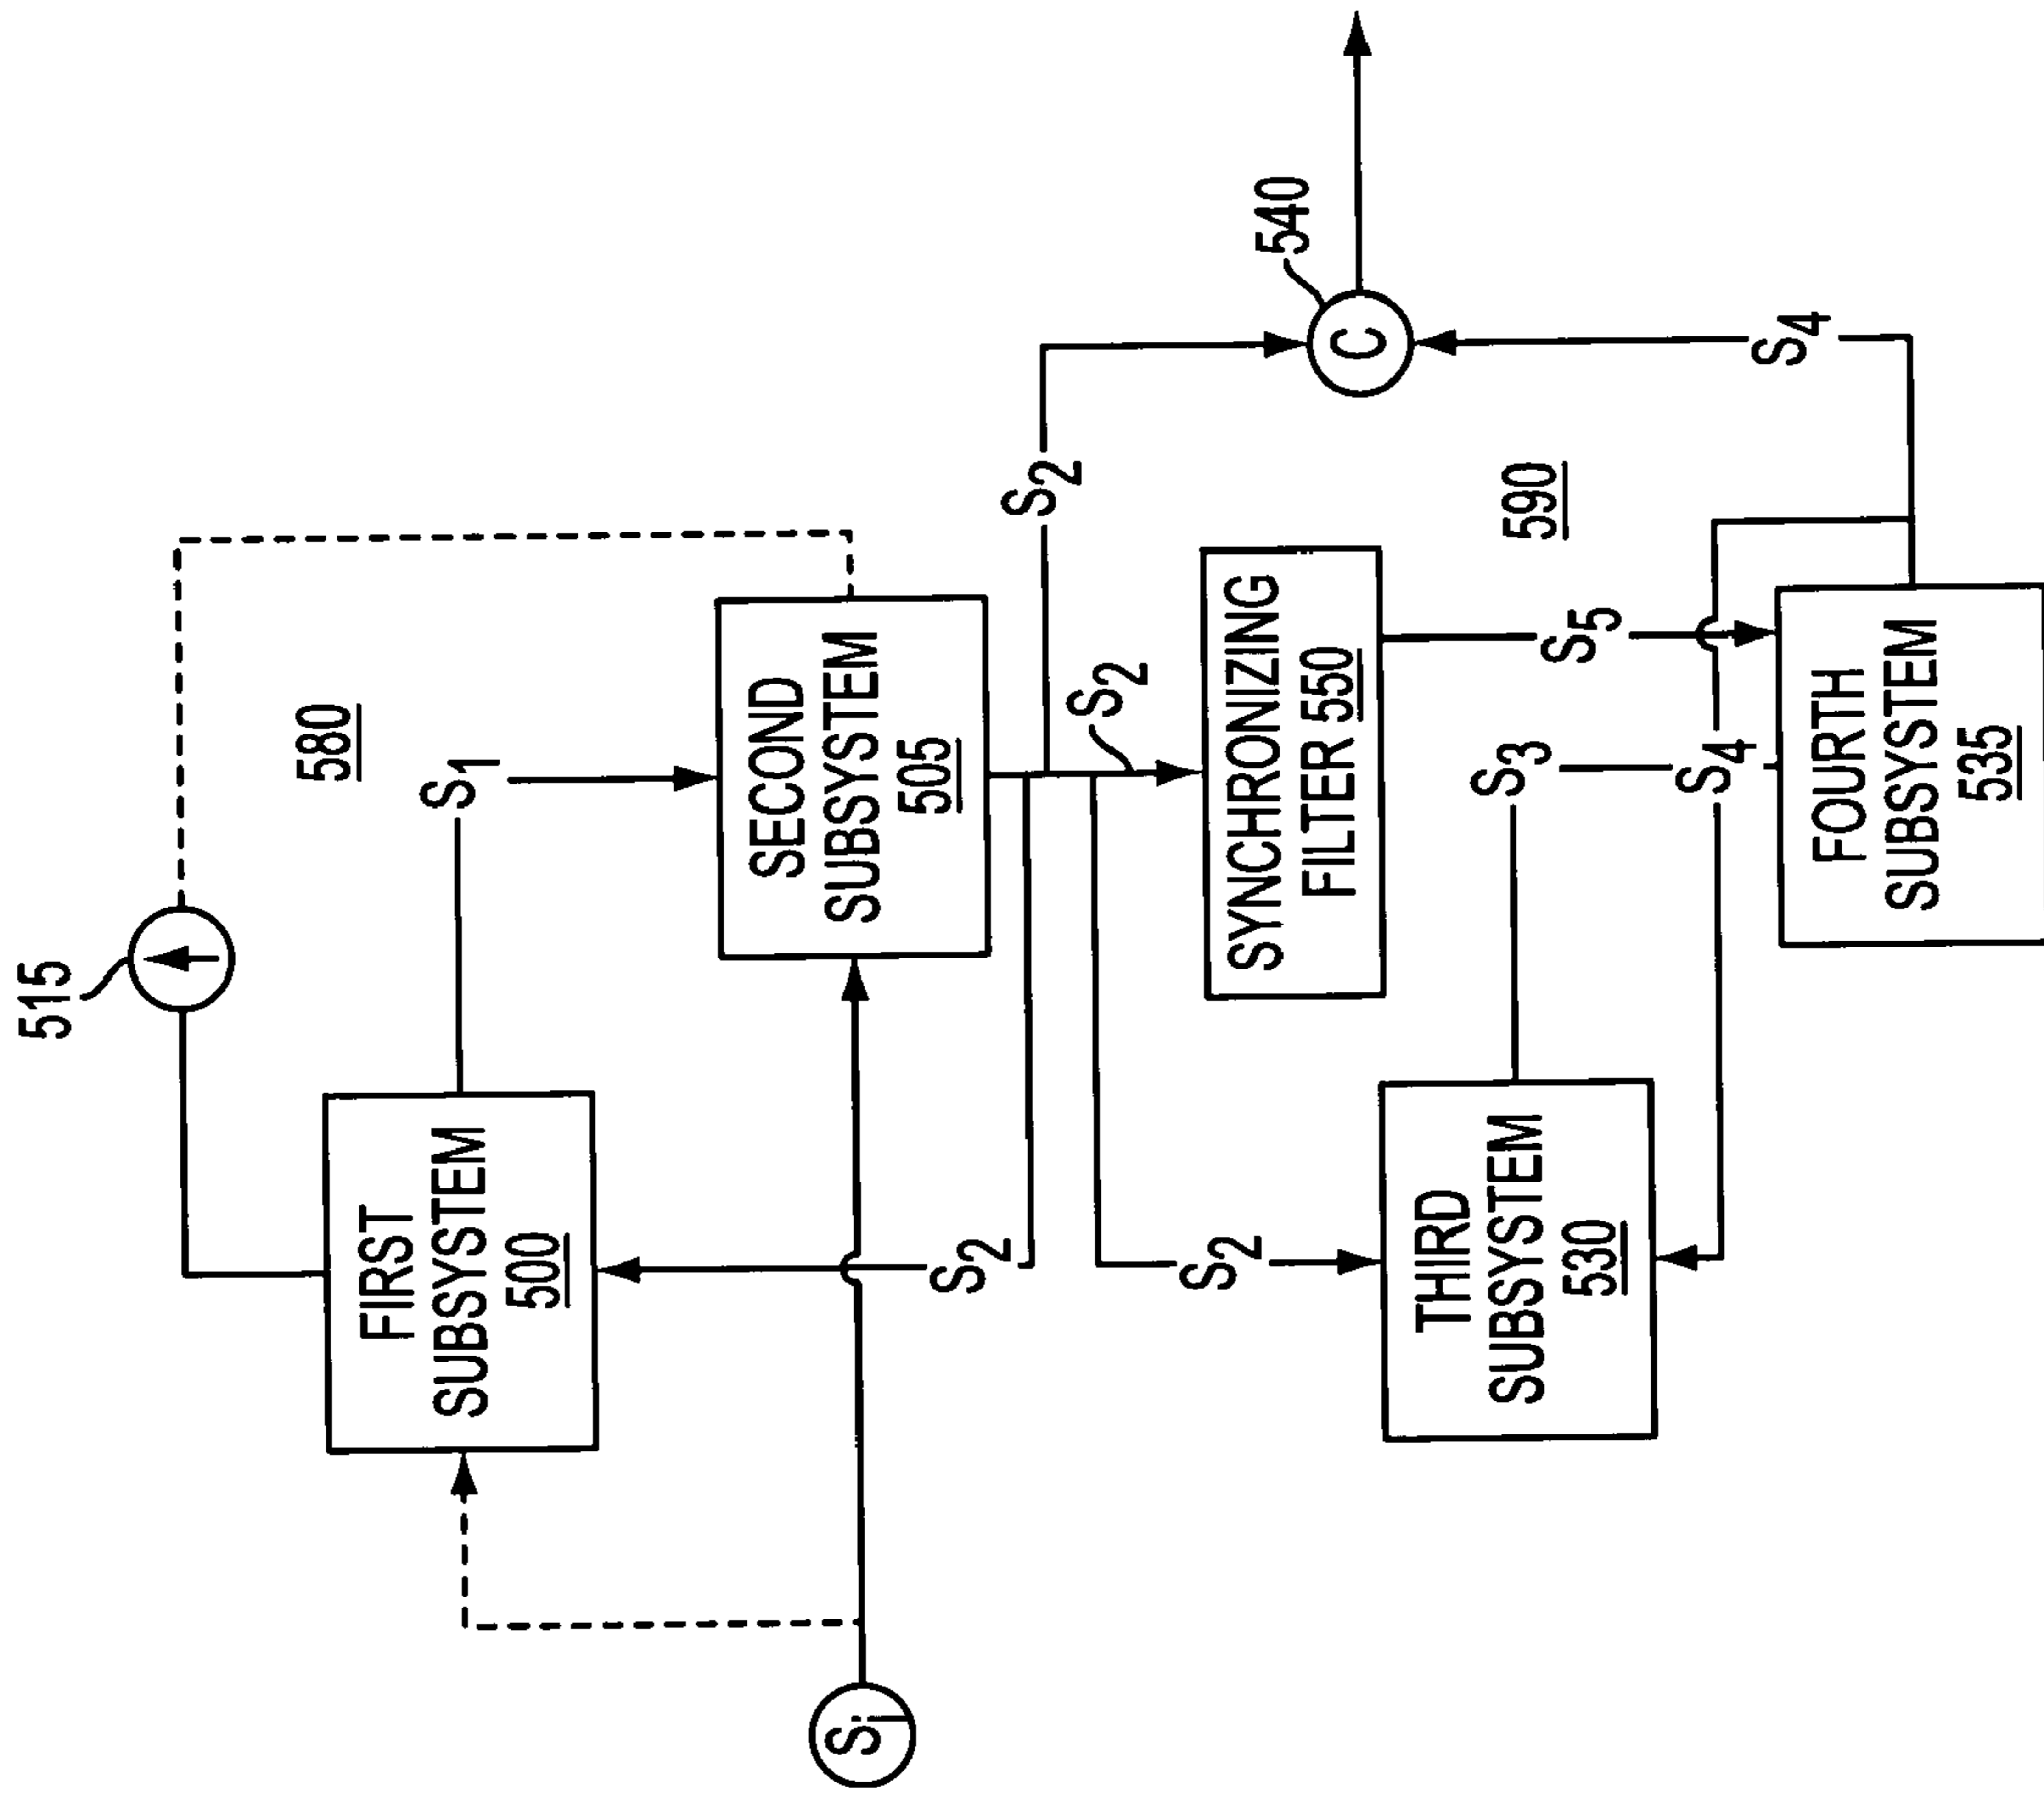 515
580
FIRST
SUBSYSTEM
500
S1
SECOND
SUBSYSTEM
505
Si
S2
S2
S2
S2
540
C
SYNCHRONIZING
FILTER 550
590
THIRD
SUBSYSTEM
530
S3
S5
S4
S4
FOURTH
SUBSYSTEM
535